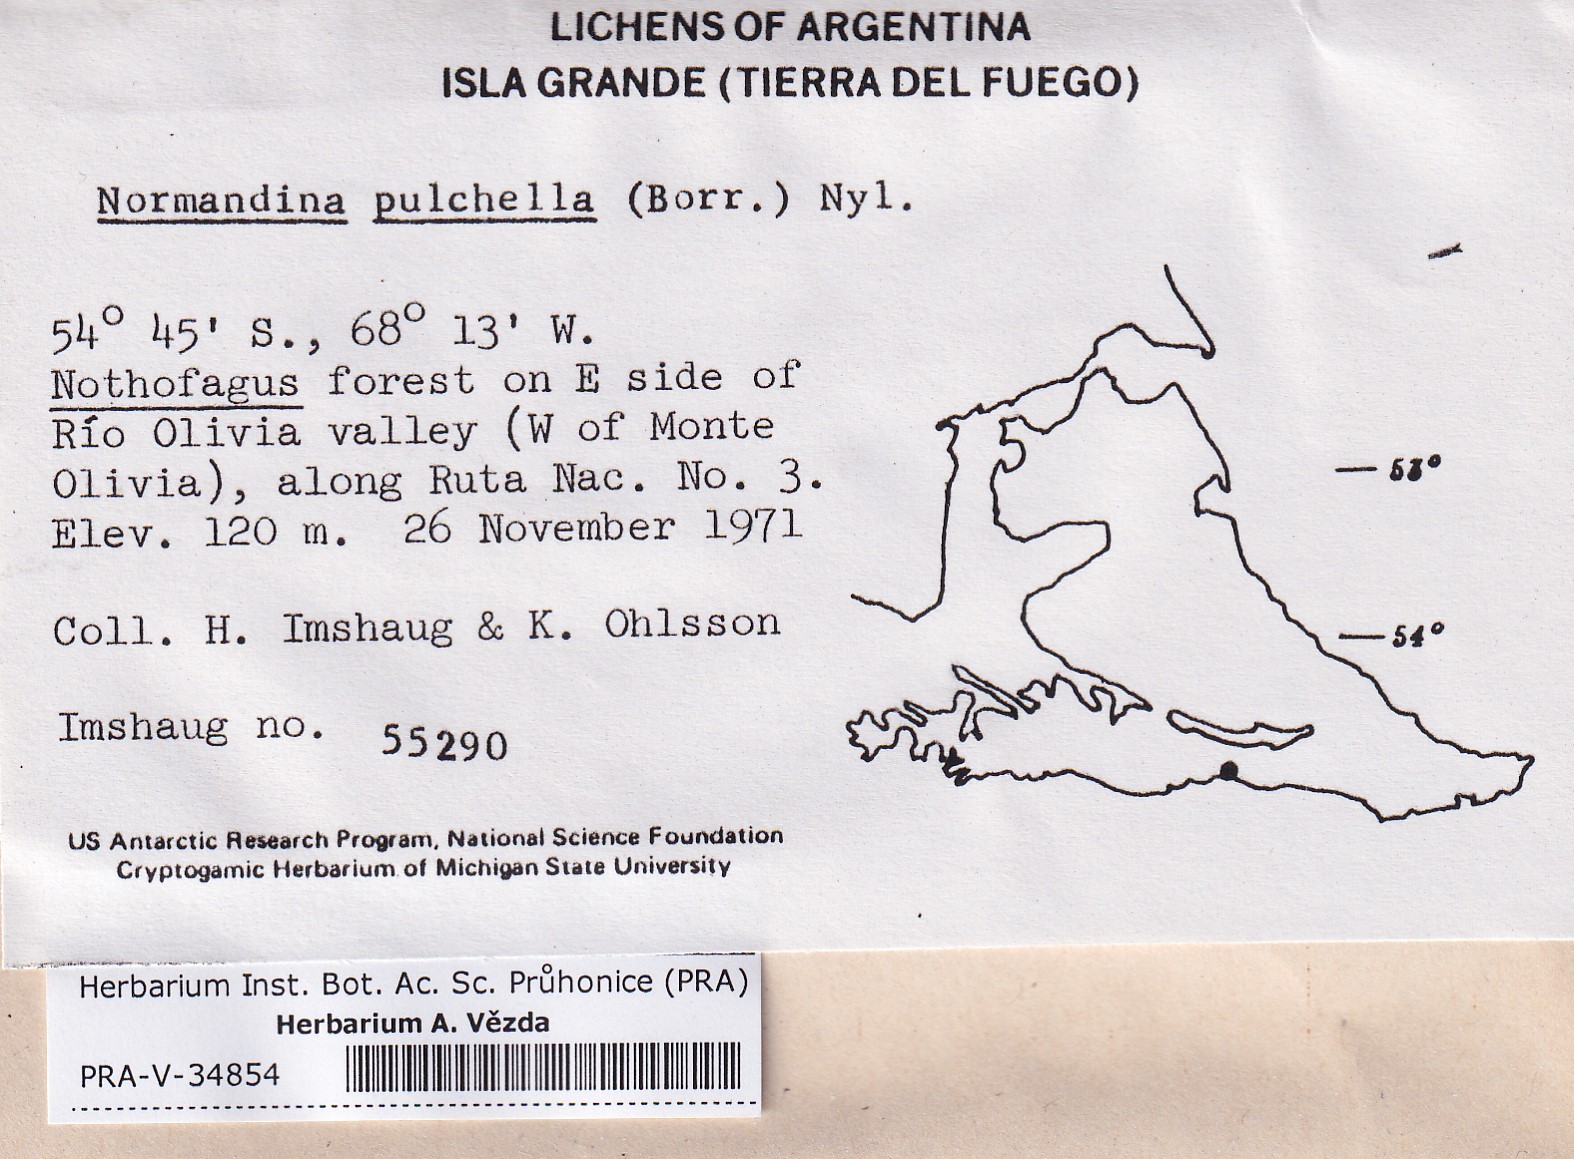 LICHENS OF ARGENTINA
ISLA GRANDE (TIERRA DEL FUEGO)
Normandina pulchella (Borr.) Nyl.
54° 45' S., 68° 13' W.
Nothofagus forest on E side of
Río Olivia valley (W of Monte
Olivia), along Ruta Nac. No. 3.
Elev. 120 m. 26 November 1971
Coll. H. Imshaug & K. Ohlsson
Imshaug no. 55290
53°
54°
US Antarctic Research Program, National Science Foundation
Cryptogamic Herbarium of Michigan State University
Herbarium Inst. Bot. Ac. Sc. Průhonice (PRA)
Herbarium A. Vězda
PRA-V-34854